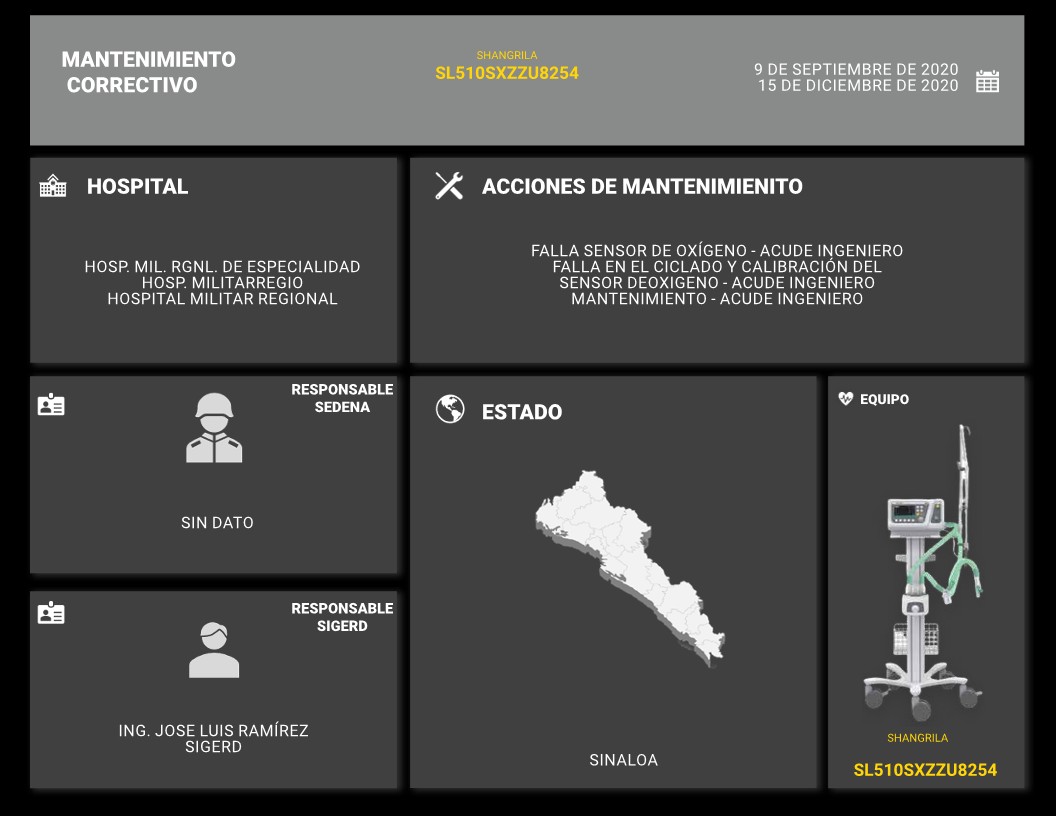 MANTENIMIENTO
CORRECTIVO
SHANGRILA
SL510SXZZU8254
9 DE SEPTIEMBRE DE 2020
15 DE DICIEMBRE DE 2020
HOSPITAL
HOSP. MIL. RGNL. DE ESPECIALIDAD
HOSP. MILITARREGIO
HOSPITAL MILITAR REGIONAL
ACCIONES DE MANTENIMIENITO
FALLA SENSOR DE OXÍGENO - ACUDE INGENIERO
FALLA EN EL CICLADO Y CALIBRACIÓN DEL
SENSOR DEOXIGENO - ACUDE INGENIERO
MANTENIMIENTO - ACUDE INGENIERO
RESPONSABLE
SEDENA
SIN DATO
RESPONSABLE
SIGERD
ING. JOSE LUIS RAMÍREZ
SIGERD
ESTADO
SINALOA
EQUIPO
SHANGRILA
SL510SXZZU8254